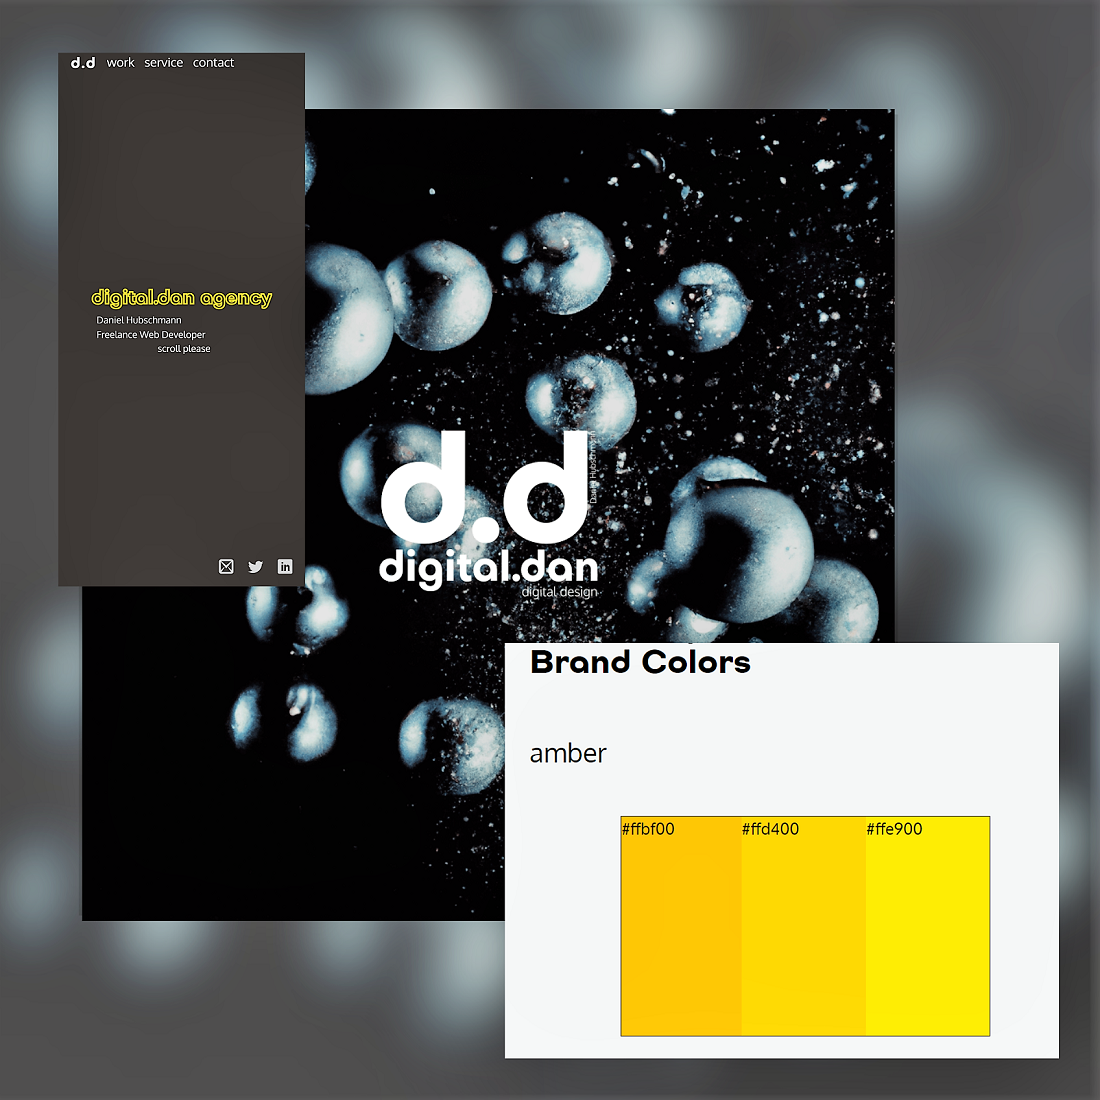 d.d work service contact
digital.dan agency
Daniel Hubschmann
Freelance Web Developer
scroll please
in
d.d
Daniel Hubschmann
digital.dan
digital design
Brand Colors
amber
#ffbf00 #ffd400 #ffe900